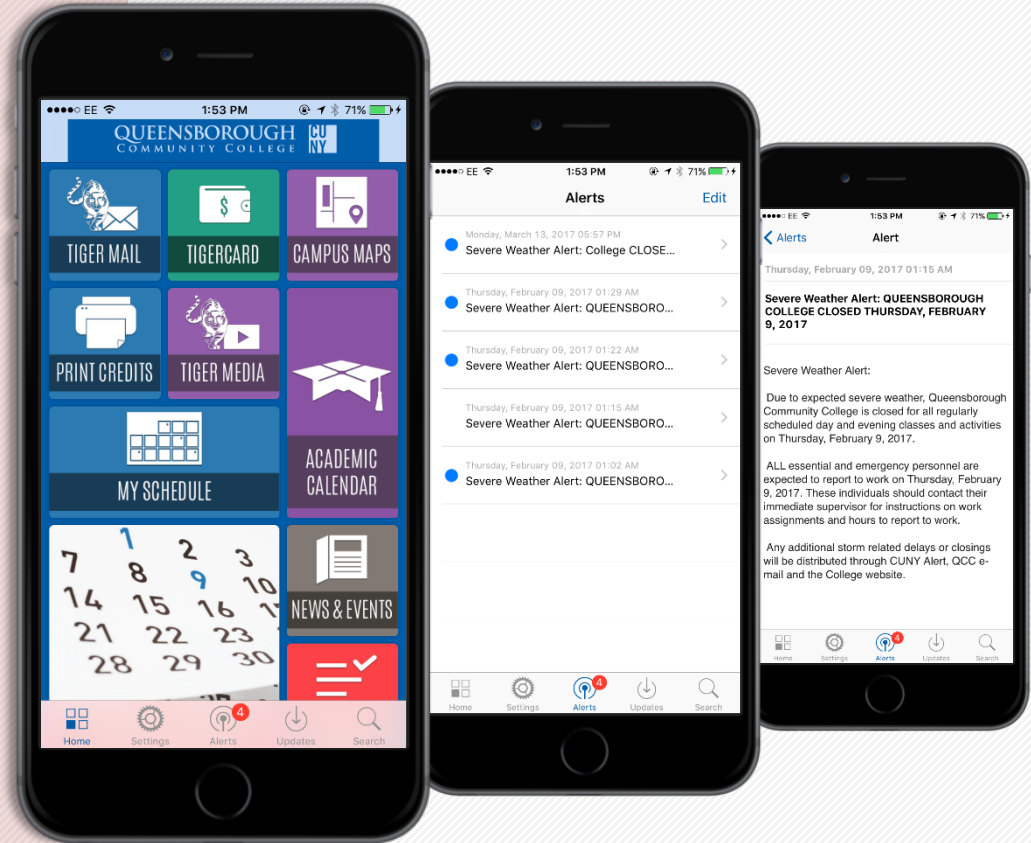 EE 1:53 PM 71%
QUEENSBOROUGH CU
COMMUNITY COLLEGE NY
TIGER MAIL
TIGERCARD
CAMPUS MAPS
PRINT CREDITS
TIGER MEDIA
MY SCHEDULE
ACADEMIC
CALENDAR
1 2 3
7 8 9 10
14 15 16
21 22 23
28 29 30
NEWS & EVENTS
4
Home Settings Alerts Updates Search
EE 1:53 PM 71%
Alerts Edit
Monday, March 13, 2017 05:57 PM
Severe Weather Alert: College CLOSE...
Thursday, February 09, 2017 01:29 AM
Severe Weather Alert: QUEENSBORO...
Thursday, February 09, 2017 01:22 AM
Severe Weather Alert: QUEENSBORO...
Thursday, February 09, 2017 01:15 AM
Severe Weather Alert: QUEENSBORO...
Thursday, February 09, 2017 01:02 AM
Severe Weather Alert: QUEENSBORO...
4
Home Settings Alerts Updates Search
EE 1:53 PM 71%
Alerts Alert
Thursday, February 09, 2017 01:15 AM
Severe Weather Alert: QUEENSBOROUGH
COLLEGE CLOSED THURSDAY, FEBRUARY
9, 2017
Severe Weather Alert:
Due to expected severe weather, Queensborough
Community College is closed for all regularly
scheduled day and evening classes and activities
on Thursday, February 9, 2017.
ALL essential and emergency personnel are
expected to report to work on Thursday, February
9, 2017. These individuals should contact their
immediate supervisor for instructions on work
assignments and hours to report to work.
Any additional storm related delays or closings
will be distributed through CUNY Alert, QCC e-
mail and the College website.
4
Home Settings Alerts Updates Search